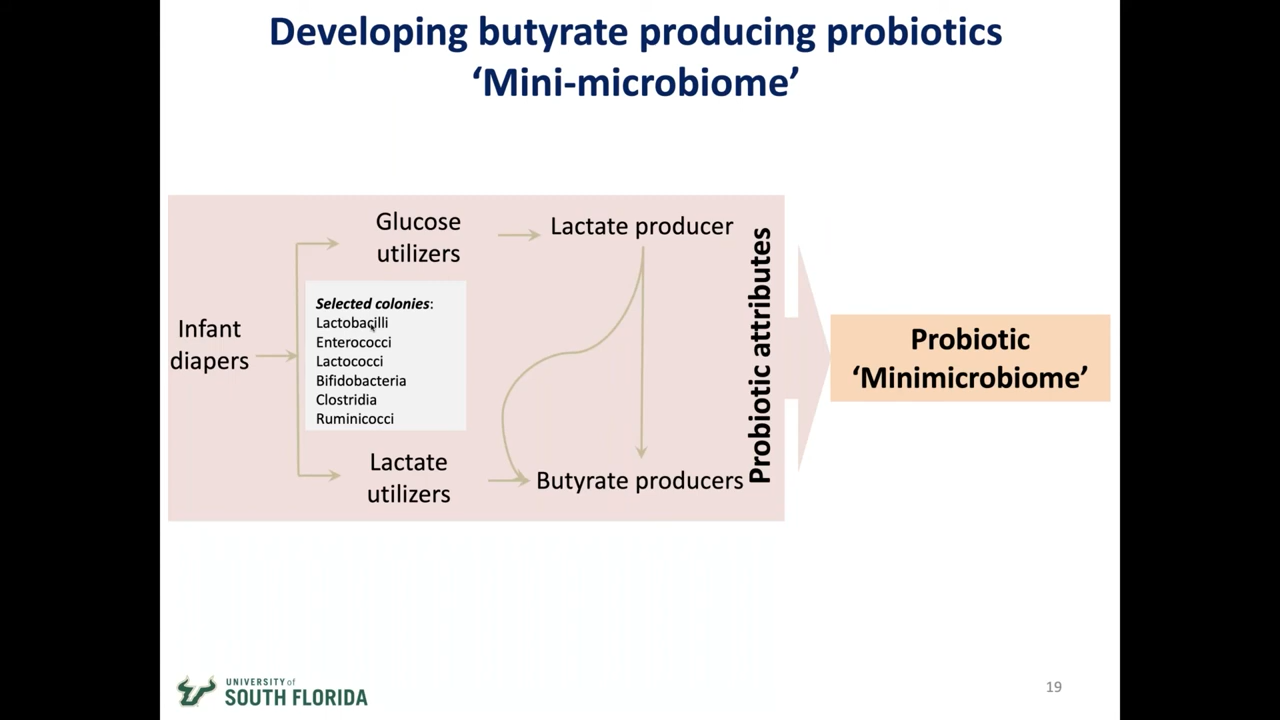 Developing butyrate producing probiotics
‘Mini-microbiome’
Glucose
utilizers
Lactate producer
Selected colonies:
Lactobacilli
Enterococci
Lactococci
Bifidobacteria
Clostridia
Ruminicocci
Infant
diapers
Lactate
utilizers
Butyrate producers
Probiotic attributes
Probiotic
‘Minimicrobiome’
UNIVERSITY of
SOUTH FLORIDA
19